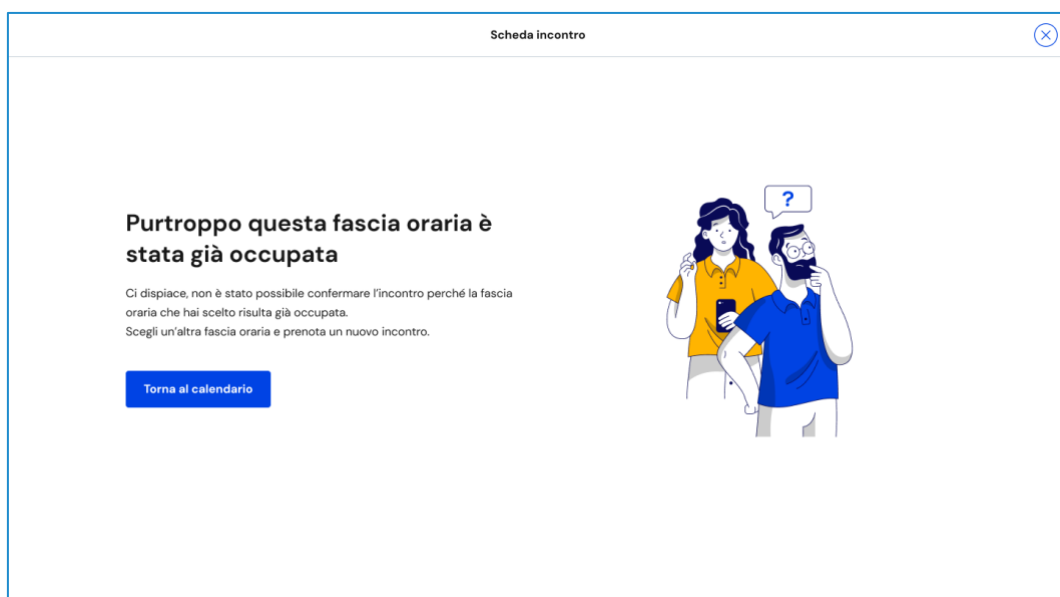 Scheda incontro
?
Purtroppo questa fascia oraria è
stata già occupata
Ci dispiace, non è stato possibile confermare l’incontro perché la fascia
oraria che hai scelto risulta già occupata.
Scegli un’altra fascia oraria e prenota un nuovo incontro.
Torna al calendario